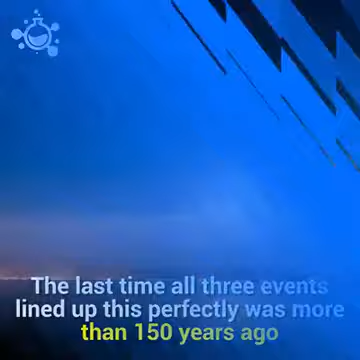 The last time all three events
lined up this perfectly was more
than 150 years ago